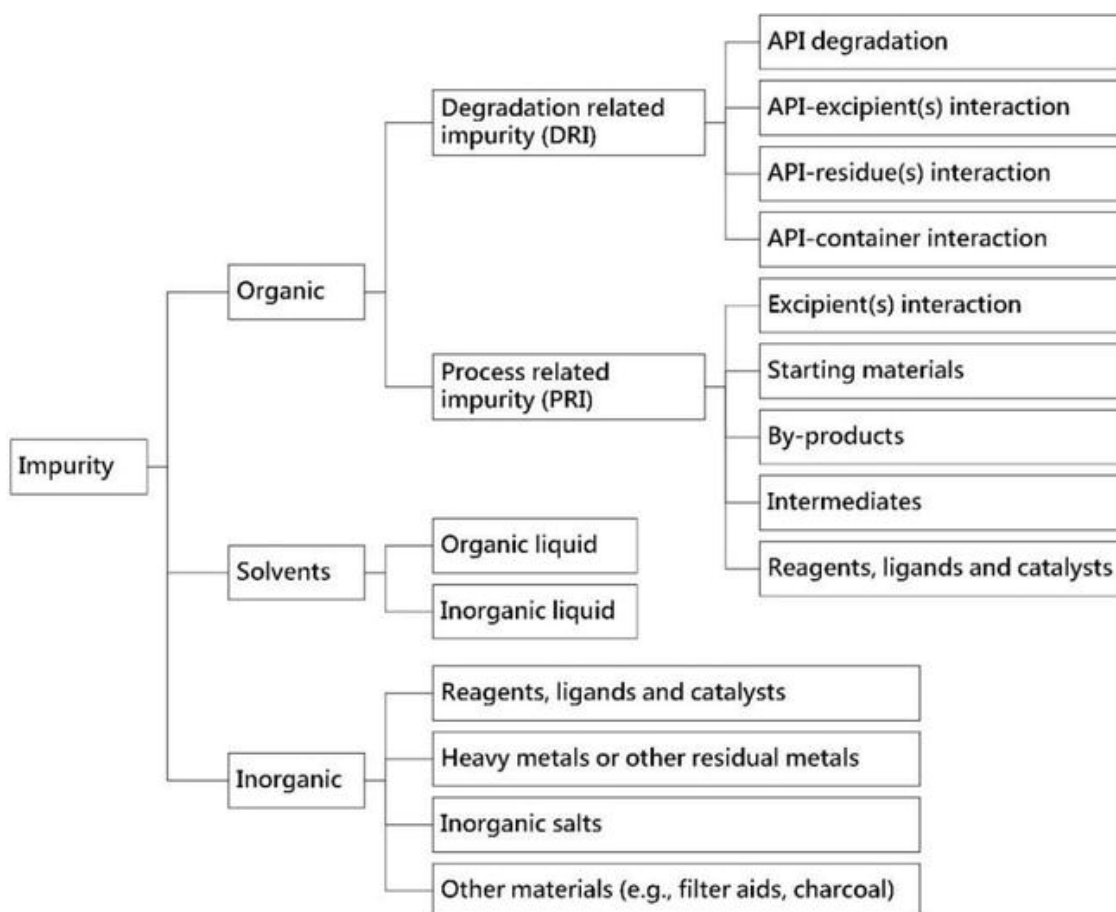 API degradation
Degradation related
impurity (DRI)
API-excipient(s) interaction
API-residue(s) interaction
API-container interaction
Organic
Excipient(s) interaction
Process related
impurity (PRI)
Starting materials
By-products
Impurity
Intermediates
Organic liquid
Reagents, ligands and catalysts
Solvents
Inorganic liquid
Reagents, ligands and catalysts
Heavy metals or other residual metals
Inorganic
Inorganic salts
Other materials (e.g., filter aids, charcoal)